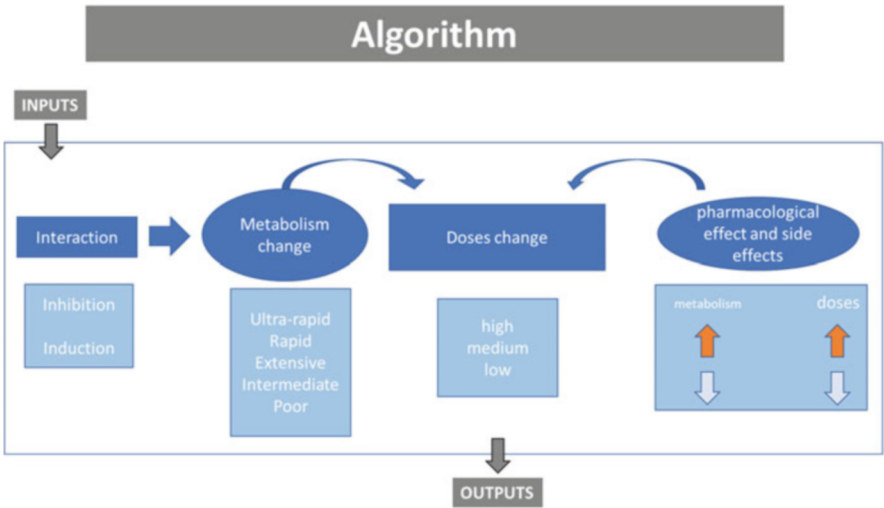 Algorithm
INPUTS
Interaction
Inhibition
Induction
Metabolism
change
Ultra-rapid
Rapid
Extensive
Intermediate
Poor
Doses change
high
medium
low
pharmacological
effect and side
effects
metabolism
doses
OUTPUTS